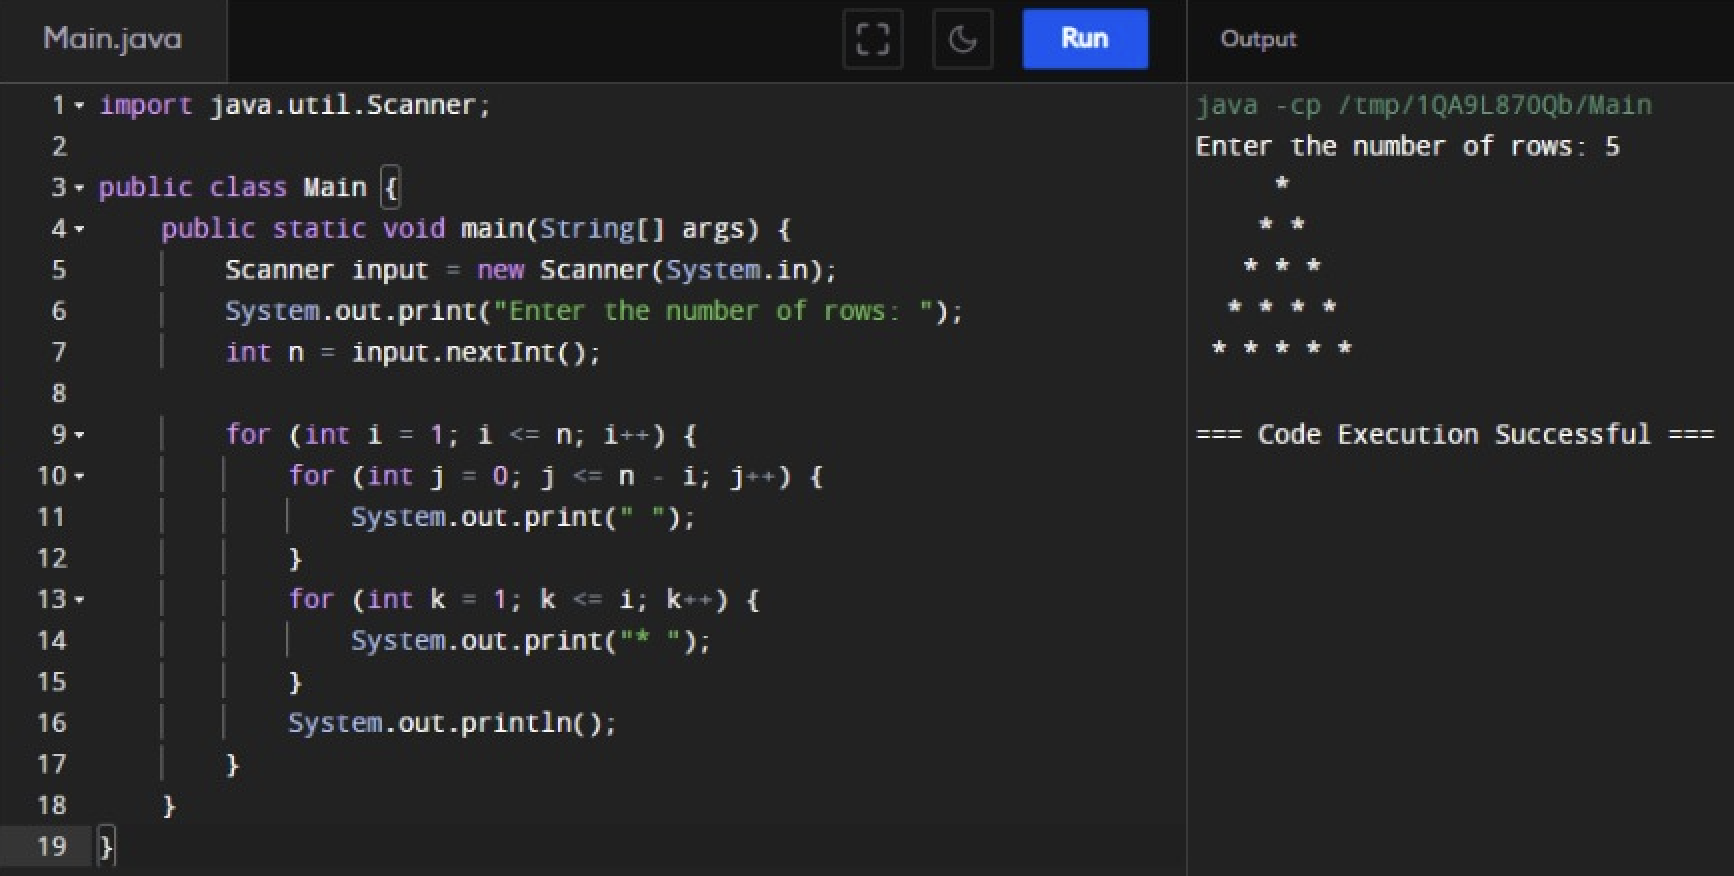 Main.java
Run
Output
1 import java.util.Scanner;
2
3 public class Main {
4     public static void main(String[] args) {
5         Scanner input = new Scanner(System.in);
6         System.out.print("Enter the number of rows: ");
7         int n = input.nextInt();
8
9         for (int i = 1; i <= n; i++) {
10            for (int j = 0; j <= n - i; j++) {
11                System.out.print(" ");
12            }
13            for (int k = 1; k <= i; k++) {
14                System.out.print("* ");
15            }
16            System.out.println();
17        }
18    }
19 }
java -cp /tmp/1QA9L870Qb/Main
Enter the number of rows: 5
     *
    * *
   * * *
  * * * *
 * * * * *
=== Code Execution Successful ===